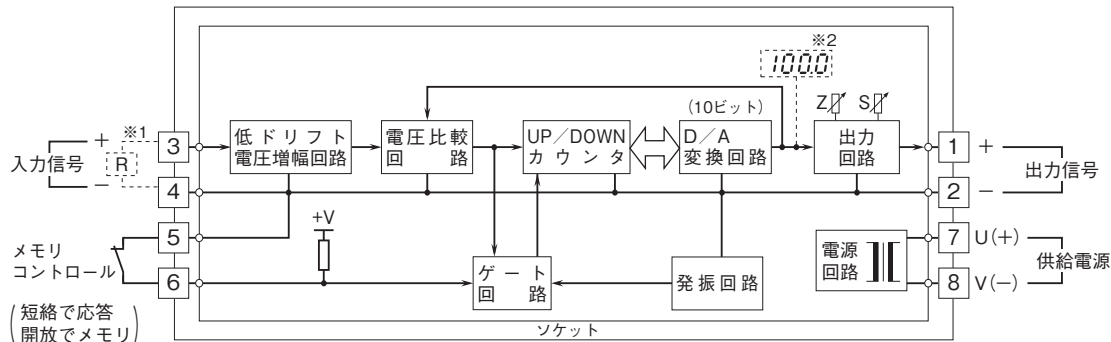 ※2
100.0
Z
S
(10ビット)
※1
+
R
−
入力信号
3
4
低ドリフト
電圧増幅回路
電圧比較
回路
UP/DOWN
カウンタ
D/A
変換回路
出力
回路
1
2
+
−
出力信号
メモリ
コントロール
(短絡で応答
開放でメモリ)
5
6
+V
ゲート
回路
発振回路
電源
回路
7
8
U(+)
V(−)
供給電源
ソケット